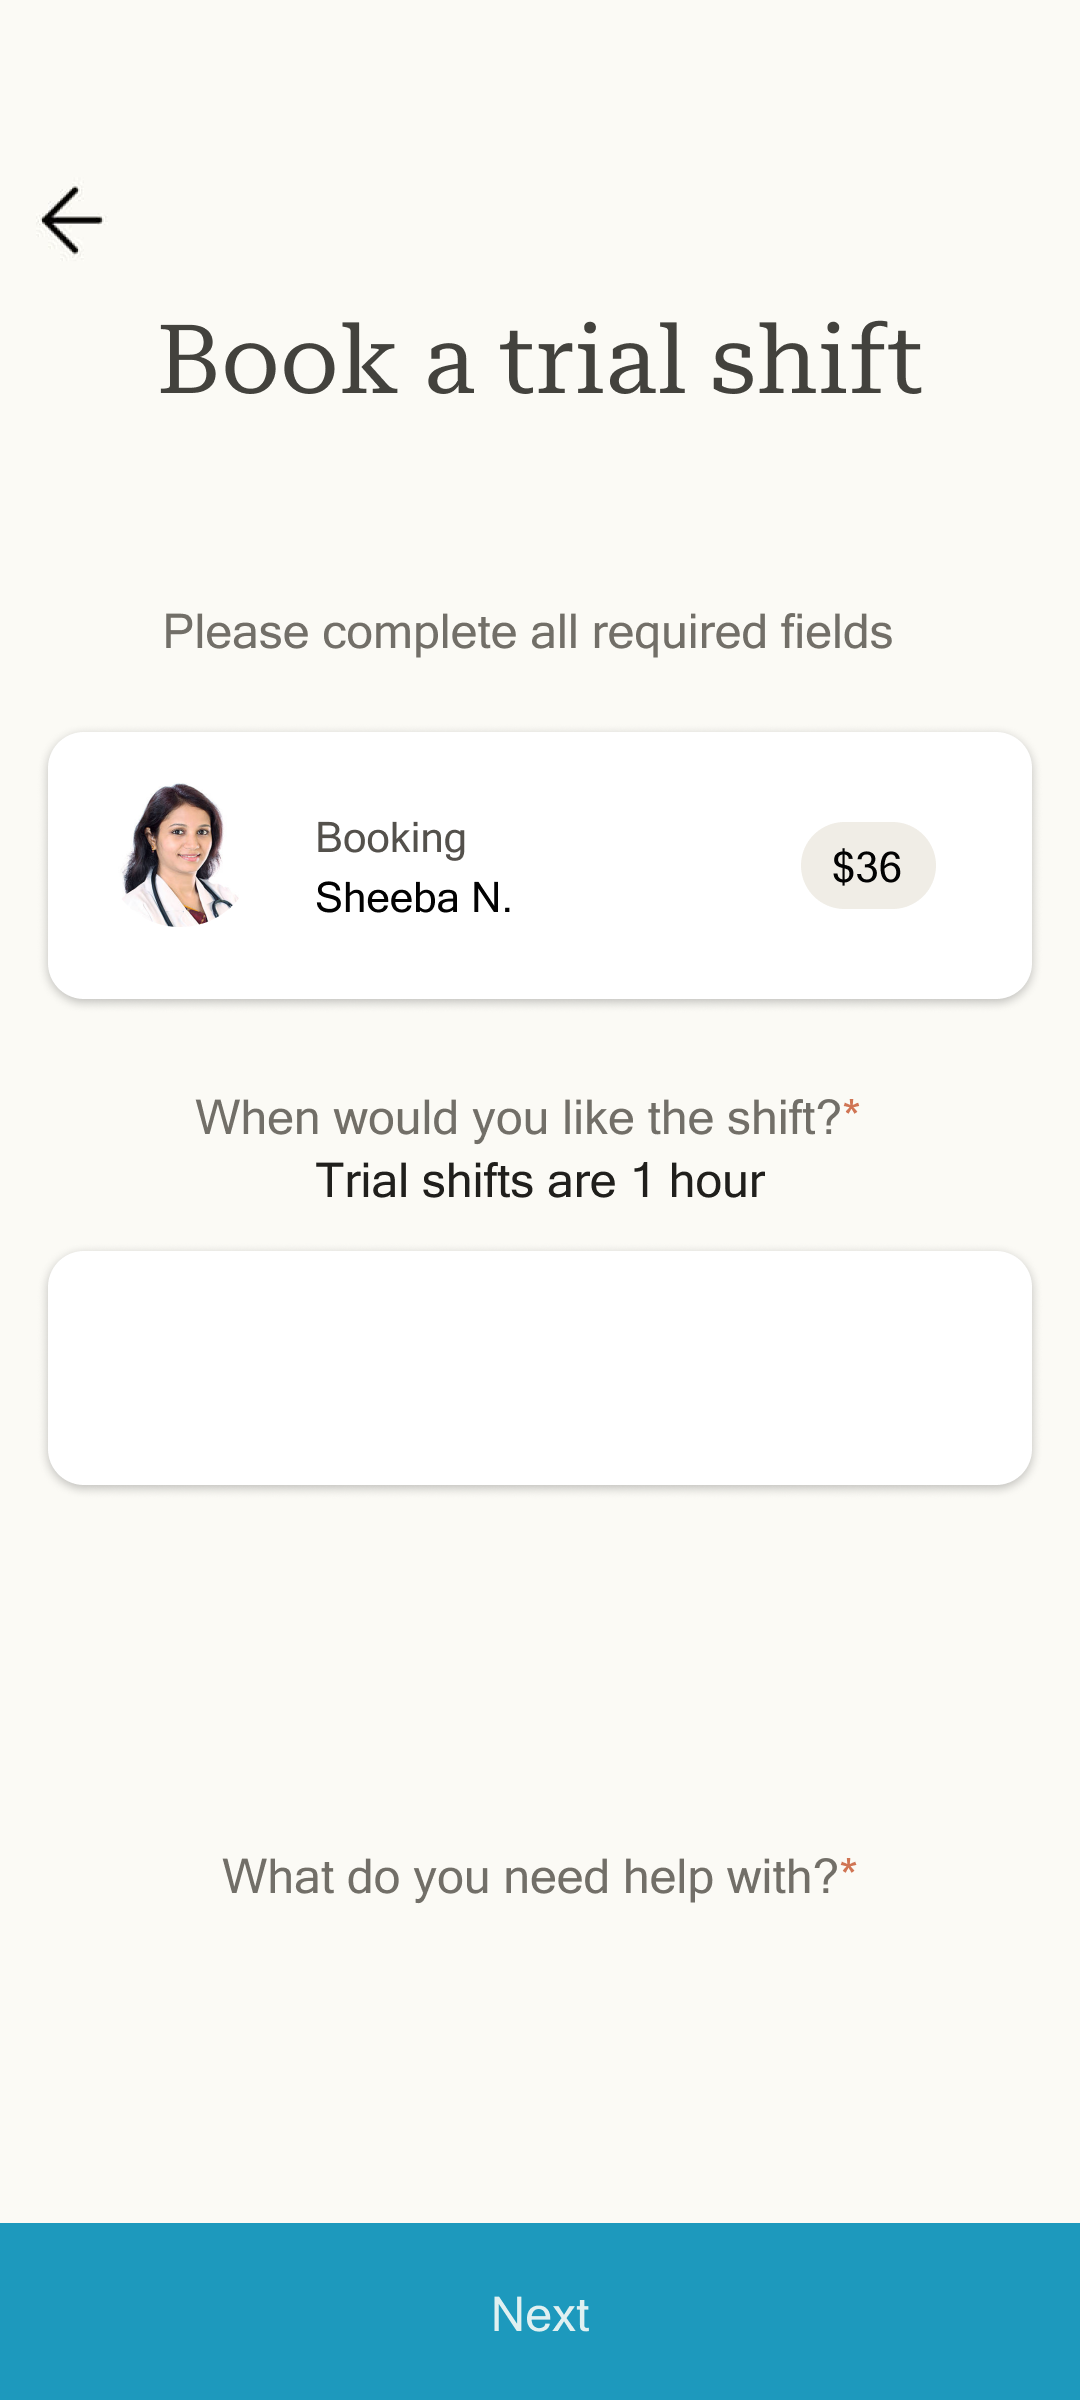 Book a trial shift
Please complete all required fields
Booking
Sheeba N.
$36
When would you like the shift?*
Trial shifts are 1 hour
What do you need help with?*
Next